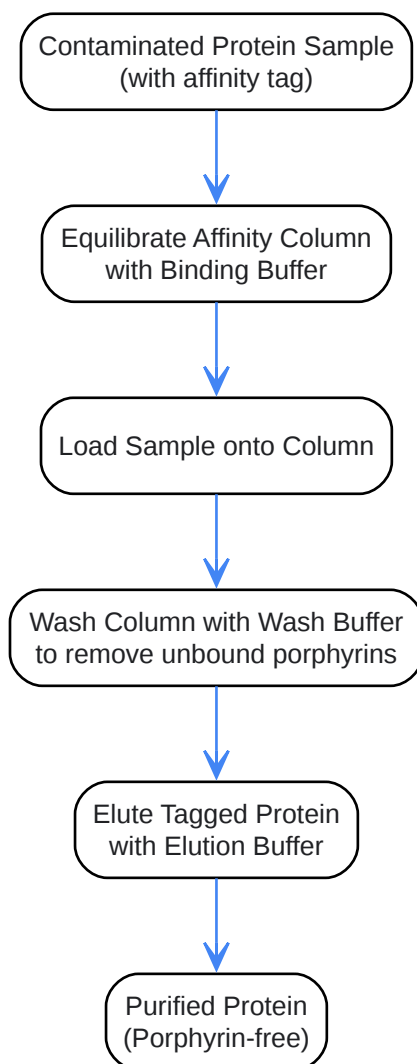 Contaminated Protein Sample
(with affinity tag)
Equilibrate Affinity Column
with Binding Buffer
Load Sample onto Column
Wash Column with Wash Buffer
to remove unbound porphyrins
Elute Tagged Protein
with Elution Buffer
Purified Protein
(Porphyrin-free)